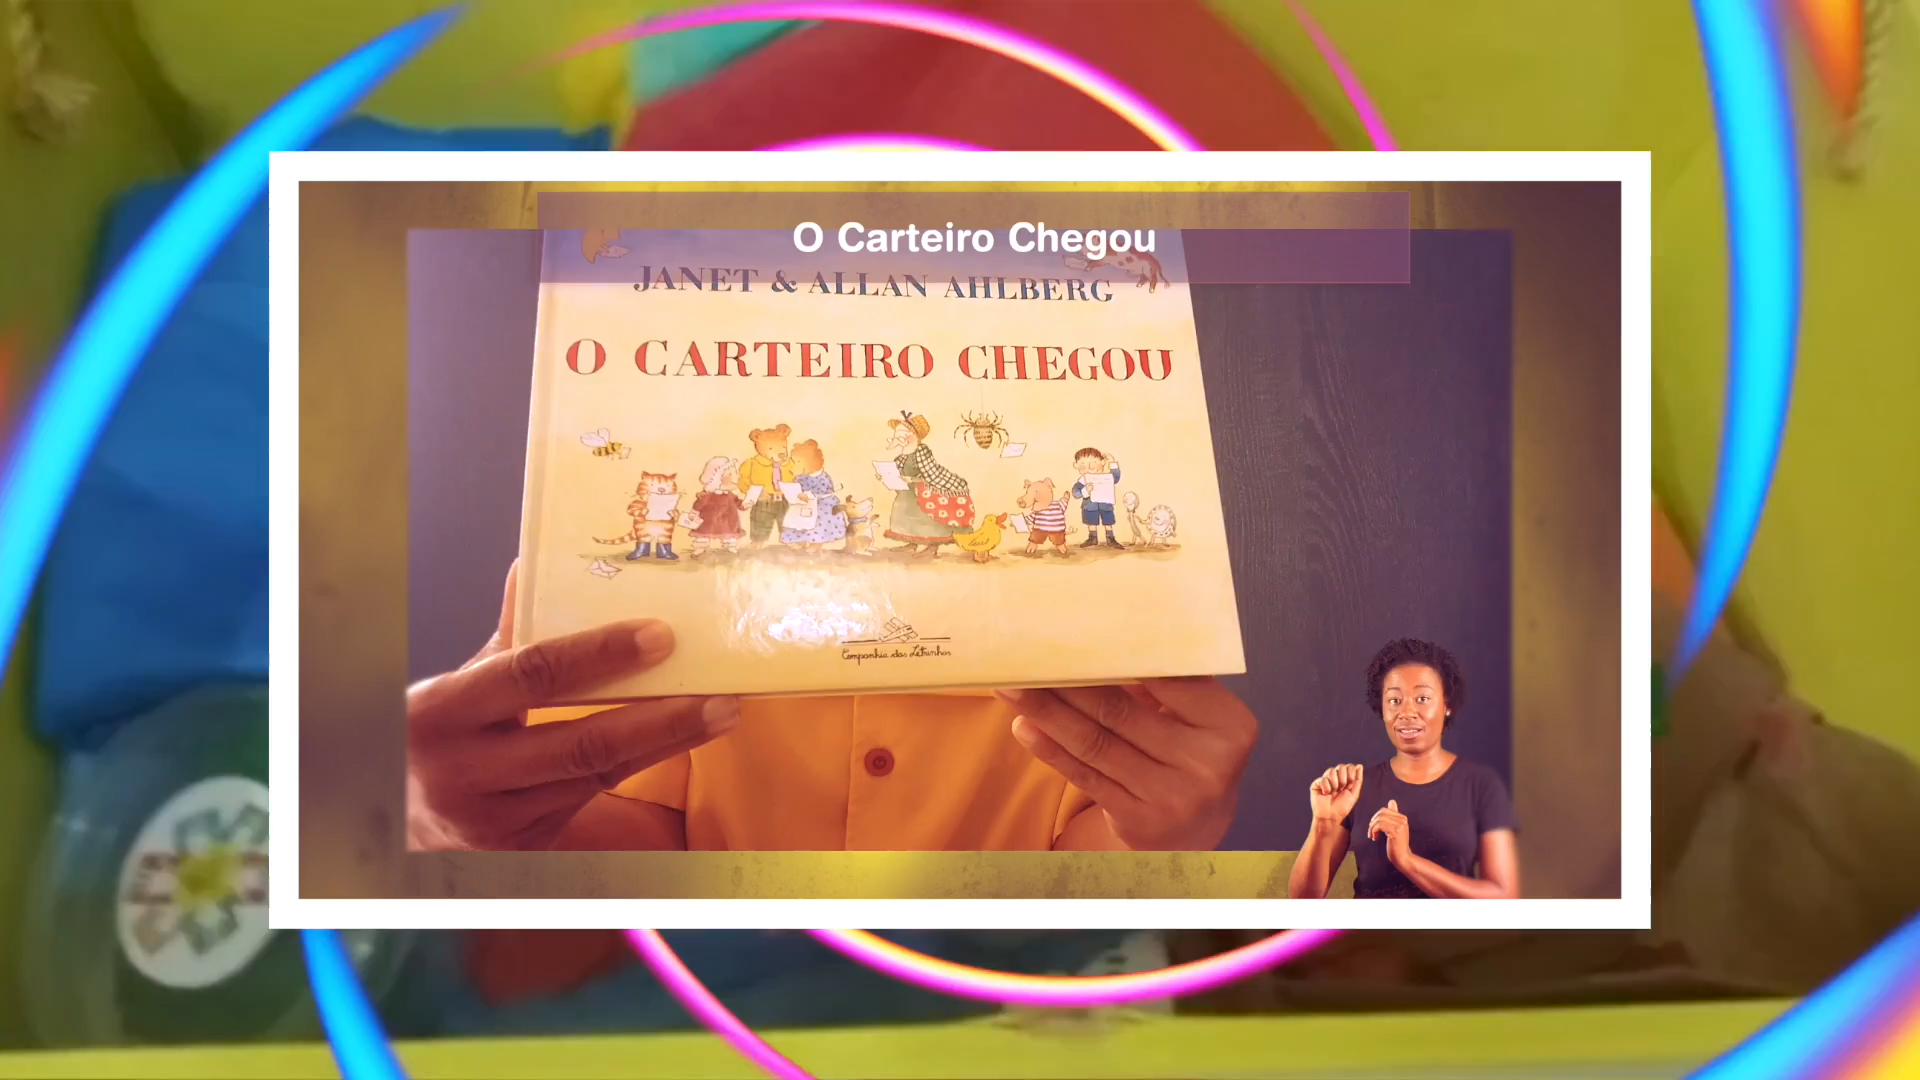 O Carteiro Chegou
JANET & ALLAN AHLBERG
O CARTEIRO CHEGOU
Companhia das Letrinhas